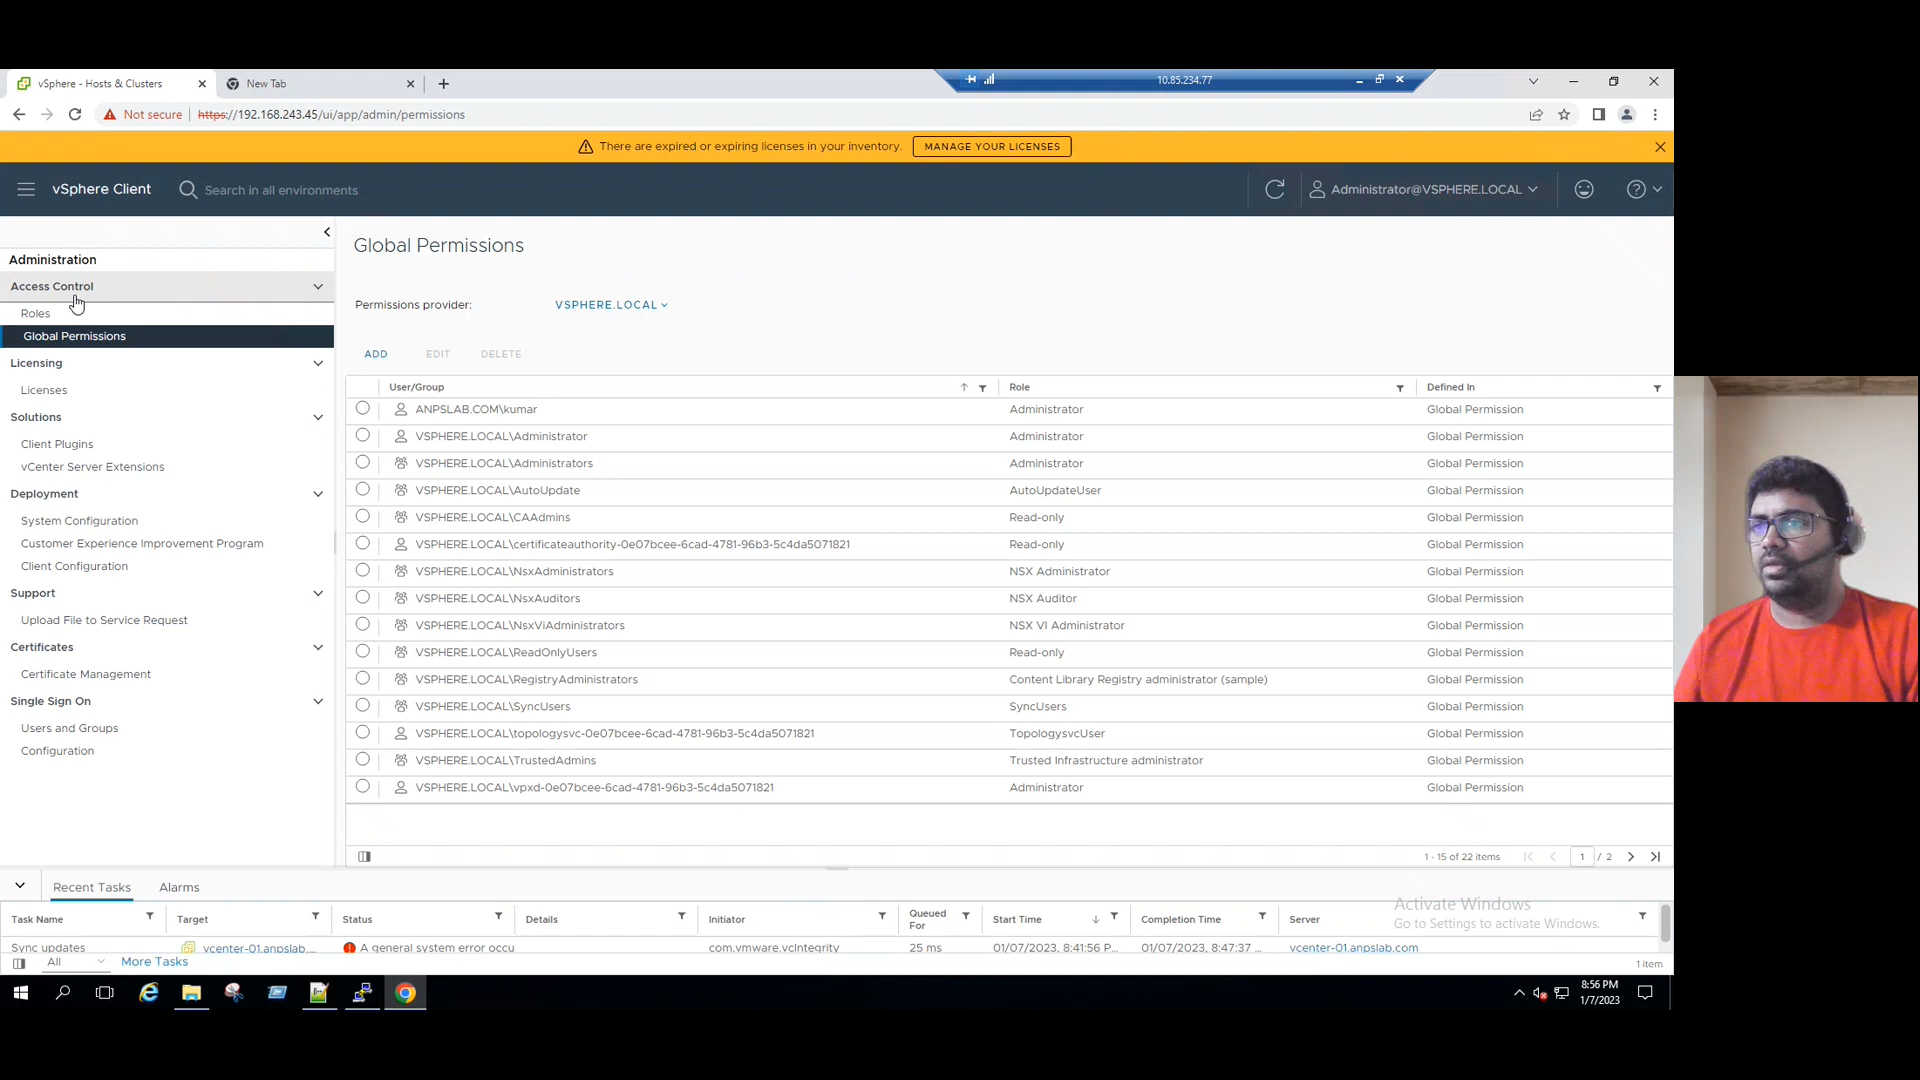 vSphere - Hosts & Clusters
New Tab
10.85.234.77
Not secure https://192.168.243.45/ui/app/admin/permissions
There are expired or expiring licenses in your inventory. MANAGE YOUR LICENSES
vSphere Client
Search in all environments
Administrator@VSPHERE.LOCAL
Administration
Access Control
Roles
Global Permissions
Licensing
Licenses
Solutions
Client Plugins
vCenter Server Extensions
Deployment
System Configuration
Customer Experience Improvement Program
Client Configuration
Support
Upload File to Service Request
Certificates
Certificate Management
Single Sign On
Users and Groups
Configuration
Global Permissions
Permissions provider: VSPHERE.LOCAL
ADD EDIT DELETE
User/Group Role Defined In
ANPSLAB.COM\kumar Administrator Global Permission
VSPHERE.LOCAL\Administrator Administrator Global Permission
VSPHERE.LOCAL\Administrators Administrator Global Permission
VSPHERE.LOCAL\AutoUpdate AutoUpdateUser Global Permission
VSPHERE.LOCAL\CAAdmins Read-only Global Permission
VSPHERE.LOCAL\certificateauthority-0e07bcee-6cad-4781-96b3-5c4da5071821 Read-only Global Permission
VSPHERE.LOCAL\NsxAdministrators NSX Administrator Global Permission
VSPHERE.LOCAL\NsxAuditors NSX Auditor Global Permission
VSPHERE.LOCAL\NsxViAdministrators NSX VI Administrator Global Permission
VSPHERE.LOCAL\ReadOnlyUsers Read-only Global Permission
VSPHERE.LOCAL\RegistryAdministrators Content Library Registry administrator (sample) Global Permission
VSPHERE.LOCAL\SyncUsers SyncUsers Global Permission
VSPHERE.LOCAL\topologysvc-0e07bcee-6cad-4781-96b3-5c4da5071821 TopologysvcUser Global Permission
VSPHERE.LOCAL\TrustedAdmins Trusted Infrastructure administrator Global Permission
VSPHERE.LOCAL\vpxd-0e07bcee-6cad-4781-96b3-5c4da5071821 Administrator Global Permission
1 - 15 of 22 items 1 / 2
Recent Tasks Alarms
Task Name Target Status Details Initiator Queued For Start Time Completion Time Server
Sync updates vcenter-01.anpslab.... A general system error occu com.vmware.vcIntegrity 25 ms 01/07/2023, 8:41:56 P... 01/07/2023, 8:47:37 ... vcenter-01.anpslab.com
All More Tasks
1 item
Activate Windows
Go to Settings to activate Windows.
8:56 PM
1/7/2023